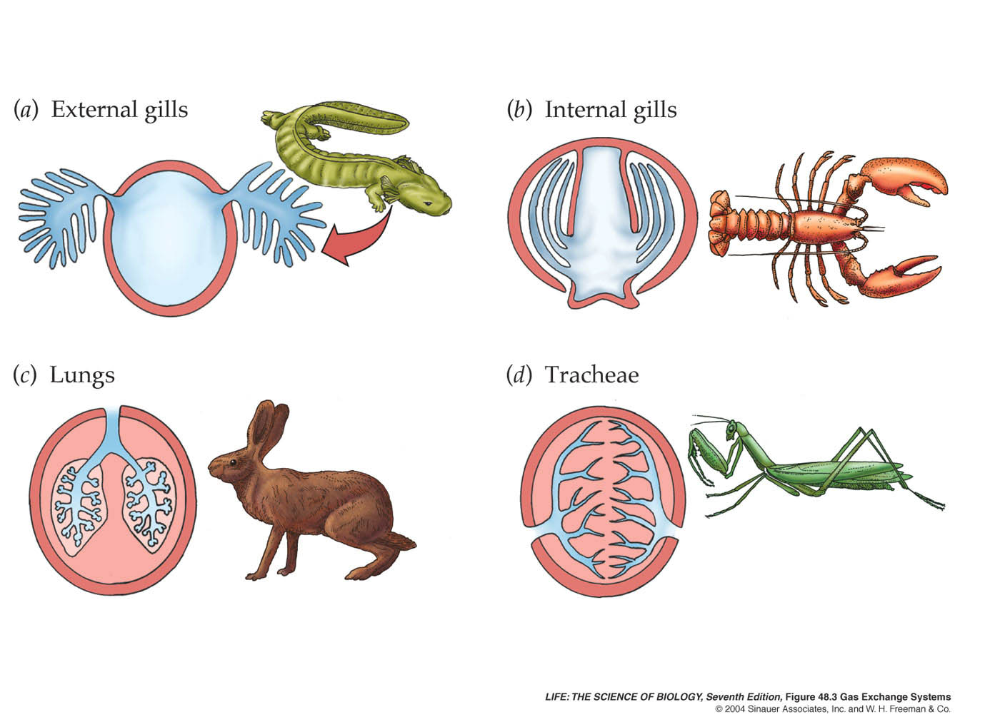 (a) External gills
(b) Internal gills
(c) Lungs
(d) Tracheae
LIFE: THE SCIENCE OF BIOLOGY, Seventh Edition, Figure 48.3 Gas Exchange Systems
© 2004 Sinauer Associates, Inc. and W. H. Freeman & Co.